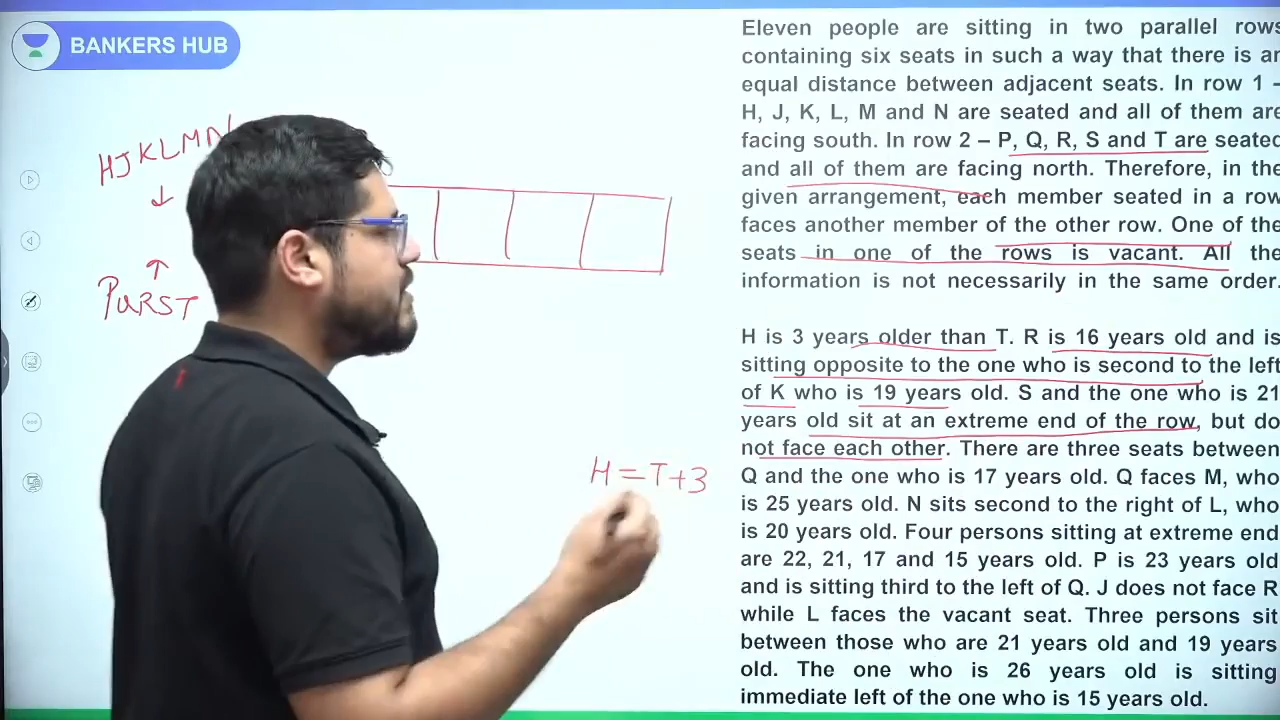 BANKERS HUB
HJKLMN
PQRST
H=T+3
Eleven people are sitting in two parallel rows
containing six seats in such a way that there is an
equal distance between adjacent seats. In row 1 –
H, J, K, L, M and N are seated and all of them are
facing south. In row 2 – P, Q, R, S and T are seated
and all of them are facing north. Therefore, in the
given arrangement, each member seated in a row
faces another member of the other row. One of the
seats in one of the rows is vacant. All the
information is not necessarily in the same order.
H is 3 years older than T. R is 16 years old and is
sitting opposite to the one who is second to the left
of K who is 19 years old. S and the one who is 21
years old sit at an extreme end of the row, but do
not face each other. There are three seats between
Q and the one who is 17 years old. Q faces M, who
is 25 years old. N sits second to the right of L, who
is 20 years old. Four persons sitting at extreme end
are 22, 21, 17 and 15 years old. P is 23 years old
and is sitting third to the left of Q. J does not face R
while L faces the vacant seat. Three persons sit
between those who are 21 years old and 19 years
old. The one who is 26 years old is sitting
immediate left of the one who is 15 years old.